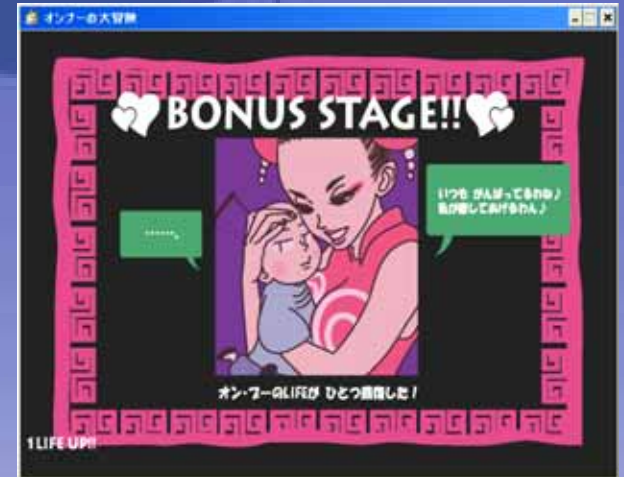 オンブーの大冒険
BONUS STAGE!!
······。
いつも がんばってるわね♪
私が癒してあげるわん♪
オン・ブーのLIFEが ひとつ回復した!
1 LIFE UP!!